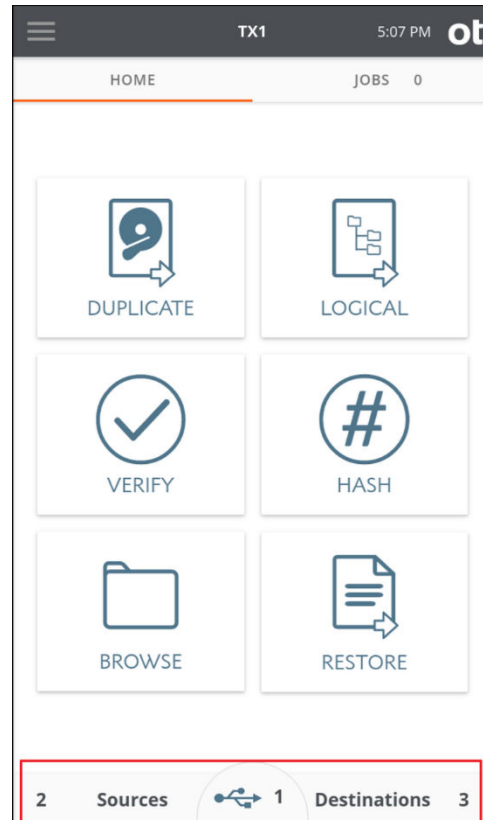 TX1 5:07 PM ot
HOME JOBS 0
DUPLICATE LOGICAL
VERIFY HASH
#
BROWSE RESTORE
2 Sources 1 Destinations 3